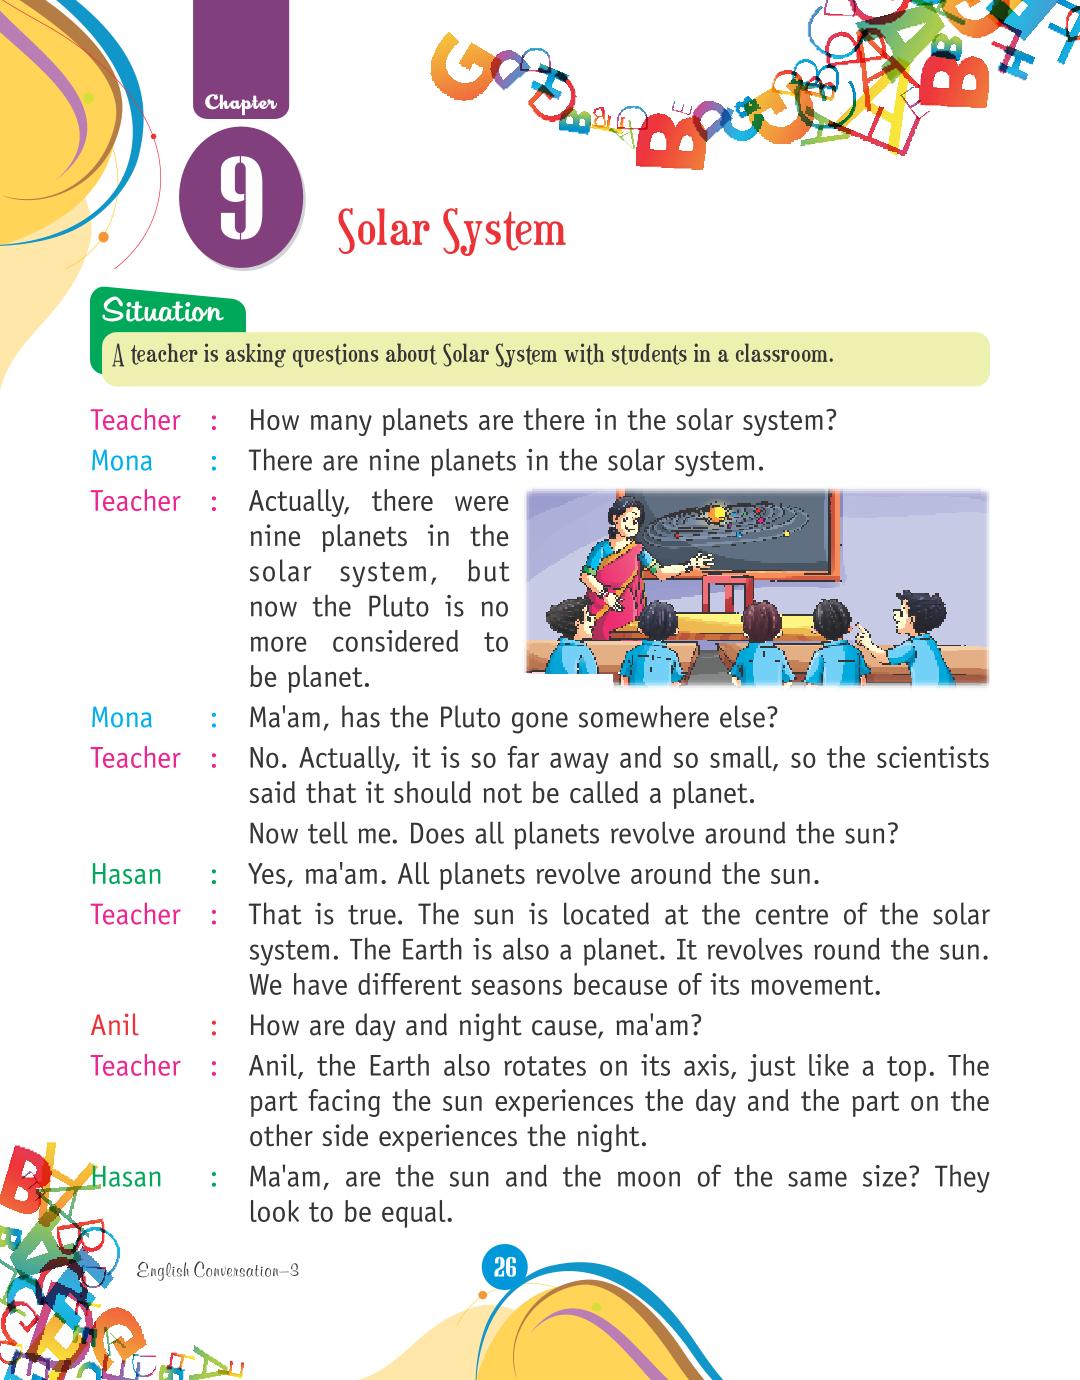 Chapter
9
Solar System
Situation
A teacher is asking questions about Solar System with students in a classroom.
Teacher : How many planets are there in the solar system?
Mona : There are nine planets in the solar system.
Teacher : Actually, there were
nine planets in the
solar system, but
now the Pluto is no
more considered to
be planet.
Mona : Ma'am, has the Pluto gone somewhere else?
Teacher : No. Actually, it is so far away and so small, so the scientists
said that it should not be called a planet.
Now tell me. Does all planets revolve around the sun?
Hasan : Yes, ma'am. All planets revolve around the sun.
Teacher : That is true. The sun is located at the centre of the solar
system. The Earth is also a planet. It revolves round the sun.
We have different seasons because of its movement.
Anil : How are day and night cause, ma'am?
Teacher : Anil, the Earth also rotates on its axis, just like a top. The
part facing the sun experiences the day and the part on the
other side experiences the night.
Hasan : Ma'am, are the sun and the moon of the same size? They
look to be equal.
English Conversation–3
26